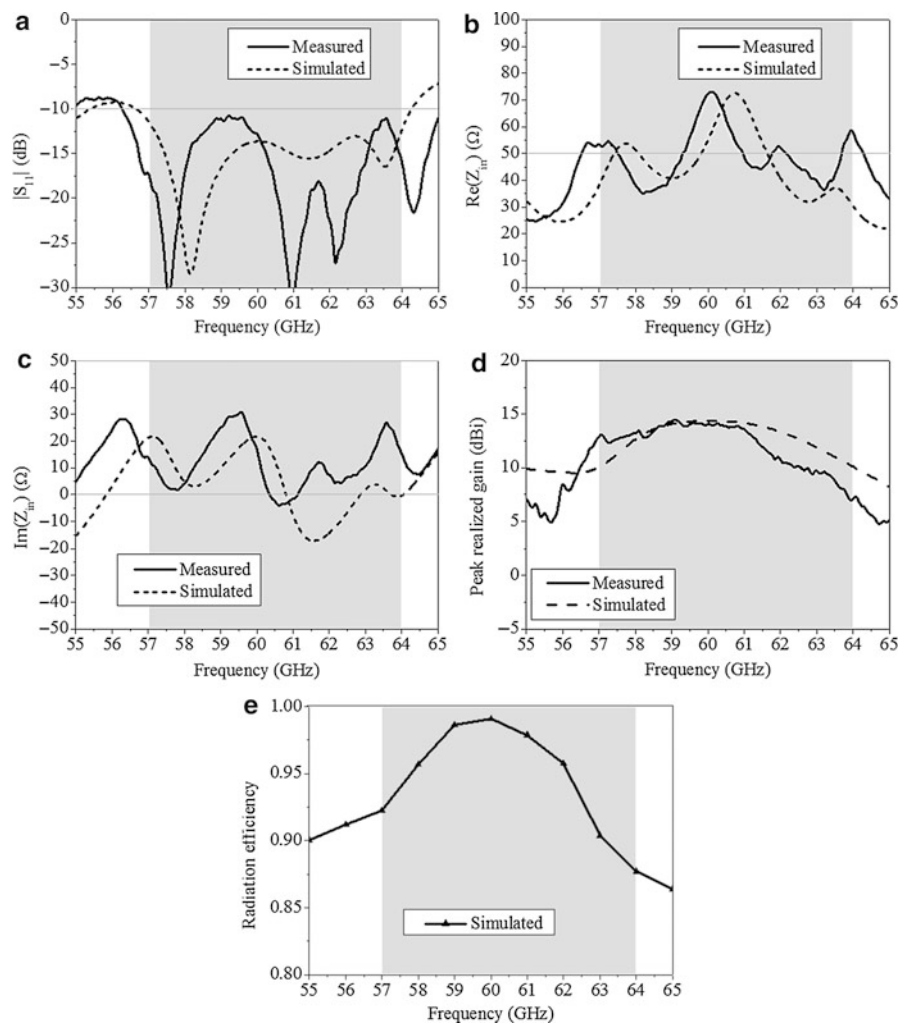 a
0
−5
−10
−15
−20
−25
−30
|S11| (dB)
Measured
Simulated
55 56 57 58 59 60 61 62 63 64 65
Frequency (GHz)
b
100
90
80
70
60
50
40
30
20
10
0
Re(Zin) (Ω)
Measured
Simulated
55 56 57 58 59 60 61 62 63 64 65
Frequency (GHz)
c
50
40
30
20
10
0
−10
−20
−30
−40
−50
Im(Zin) (Ω)
Measured
Simulated
55 56 57 58 59 60 61 62 63 64 65
Frequency (GHz)
d
20
15
10
5
0
−5
Peak realized gain (dBi)
Measured
Simulated
55 56 57 58 59 60 61 62 63 64 65
Frequency (GHz)
e
1.00
0.95
0.90
0.85
0.80
Radiation efficiency
Simulated
55 56 57 58 59 60 61 62 63 64 65
Frequency (GHz)